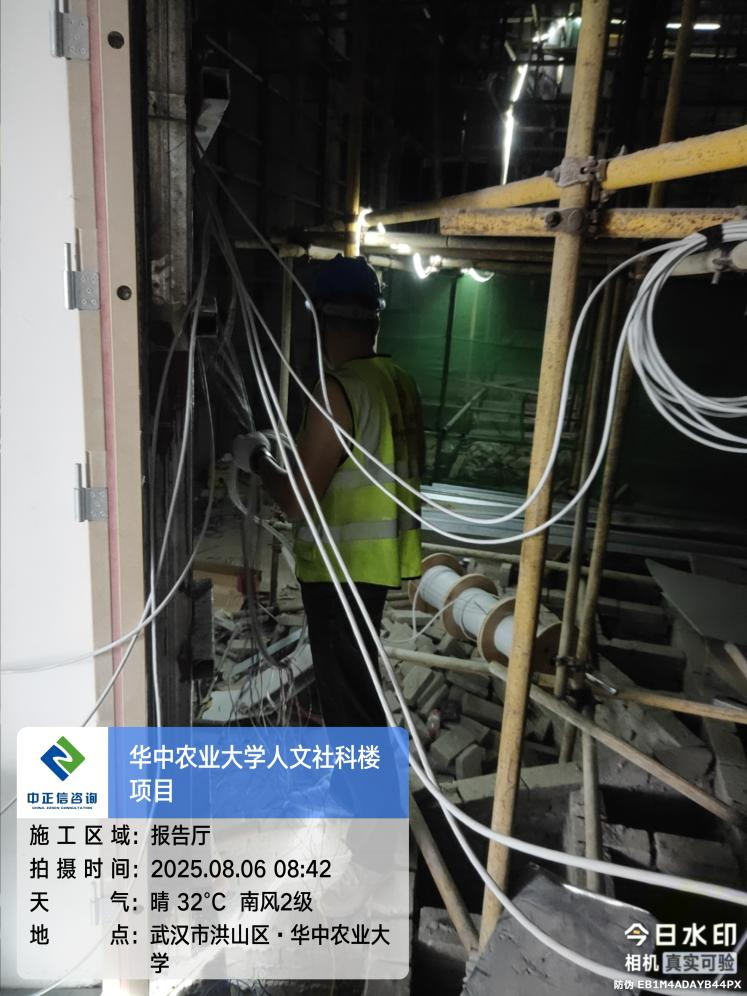 华中农业大学人文社科楼
项目
中正信咨询
CHINA ZHZXIN CONSULTATION
施工区域：报告厅
拍摄时间：2025.08.06 08:42
天气：晴 32℃ 南风2级
地点：武汉市洪山区·华中农业大
学
今日水印
相机 真实可验
防伪 EB1M4ADAYB44PX